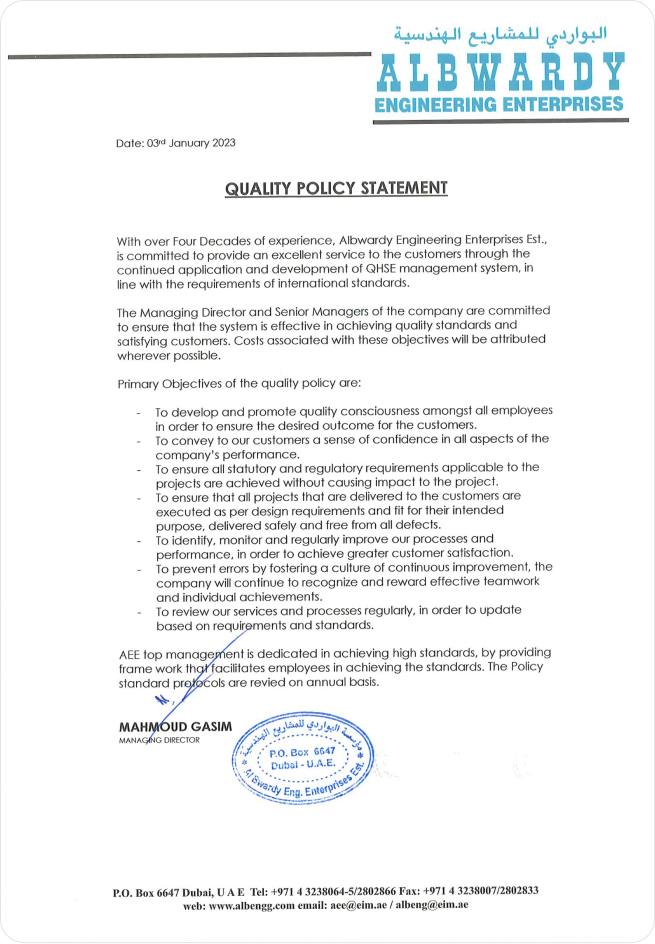 البواردي للمشاريع الهندسية
ALBWARDY
ENGINEERING ENTERPRISES
Date: 03rd January 2023
QUALITY POLICY STATEMENT
With over Four Decades of experience, Albwardy Engineering Enterprises Est.,
is committed to provide an excellent service to the customers through the
continued application and development of QHSE management system, in
line with the requirements of international standards.
The Managing Director and Senior Managers of the company are committed
to ensure that the system is effective in achieving quality standards and
satisfying customers. Costs associated with these objectives will be attributed
wherever possible.
Primary Objectives of the quality policy are:
- To develop and promote quality consciousness amongst all employees
in order to ensure the desired outcome for the customers.
- To convey to our customers a sense of confidence in all aspects of the
company's performance.
- To ensure all statutory and regulatory requirements applicable to the
projects are achieved without causing impact to the project.
- To ensure that all projects that are delivered to the customers are
executed as per design requirements and fit for their intended
purpose, delivered safely and free from all defects.
- To identify, monitor and regularly improve our processes and
performance, in order to achieve greater customer satisfaction.
- To prevent errors by fostering a culture of continuous improvement, the
company will continue to recognize and reward effective teamwork
and individual achievements.
- To review our services and processes regularly, in order to update
based on requirements and standards.
AEE top management is dedicated in achieving high standards, by providing
frame work that facilitates employees in achieving the standards. The Policy
standard protocols are revied on annual basis.
MAHMOUD GASIM
MANAGING DIRECTOR
مؤسسة البواردي للمشاريع الهندسية
P.O. Box 6647
Dubai - U.A.E.
Al Bwardy Eng. Enterprises Est.
P.O. Box 6647 Dubai, U A E Tel: +971 4 3238064-5/2802866 Fax: +971 4 3238007/2802833
web: www.albengg.com email: aee@eim.ae / albeng@eim.ae